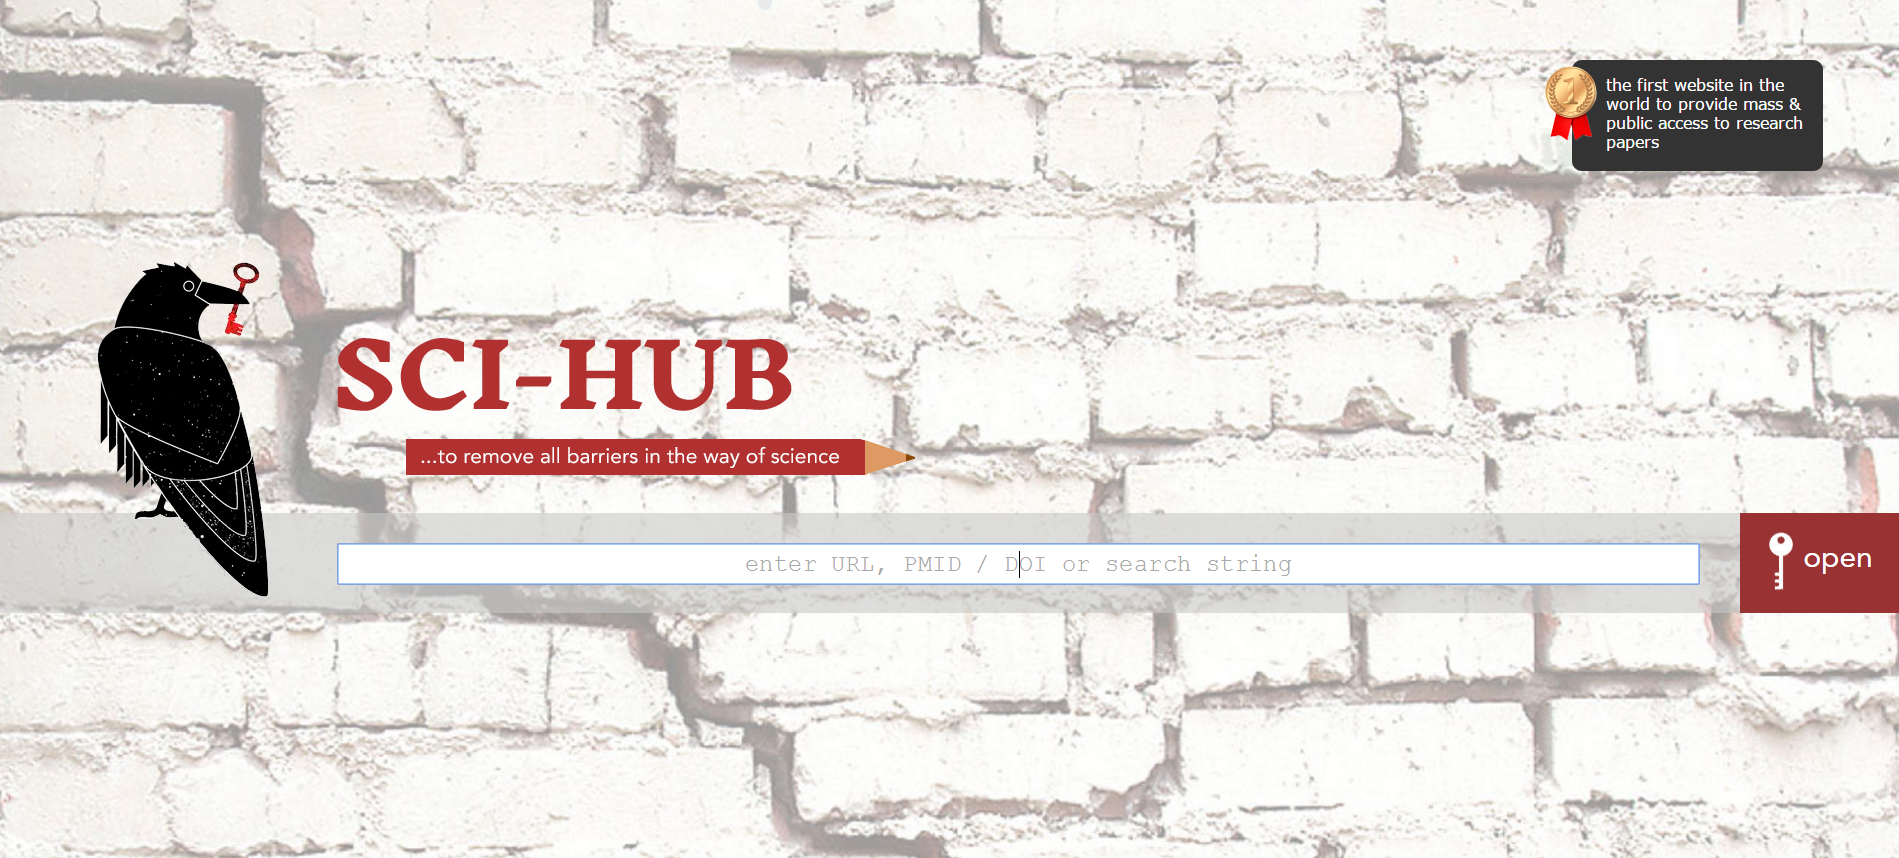 the first website in the
world to provide mass &
public access to research
papers
SCI-HUB
...to remove all barriers in the way of science
enter URL, PMID / DOI or search string
open